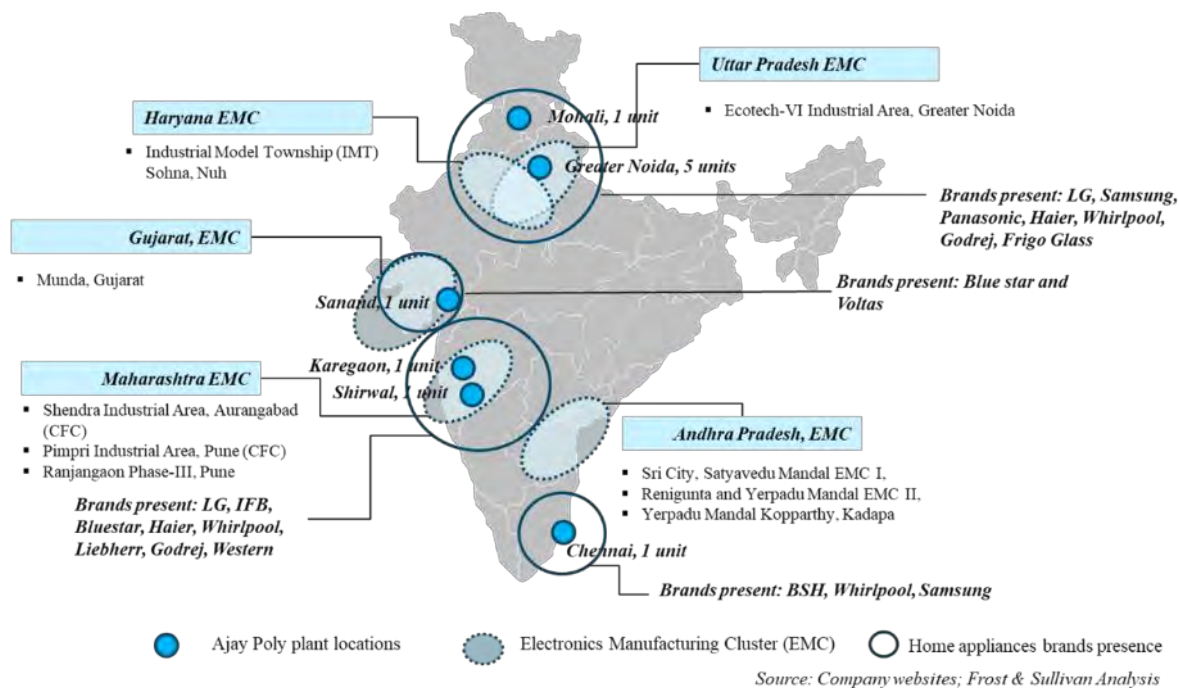 Uttar Pradesh EMC
▪ Ecotech-VI Industrial Area, Greater Noida
Haryana EMC
▪ Industrial Model Township (IMT)
Sohna, Nuh
Mohali, 1 unit
Greater Noida, 5 units
Brands present: LG, Samsung,
Panasonic, Haier, Whirlpool,
Godrej, Frigo Glass
Gujarat, EMC
▪ Munda, Gujarat
Sanand, 1 unit
Brands present: Blue star and
Voltas
Karegaon, 1 unit
Shirwal, 1 unit
Maharashtra EMC
▪ Shendra Industrial Area, Aurangabad
(CFC)
▪ Pimpri Industrial Area, Pune (CFC)
▪ Ranjangaon Phase-III, Pune
Brands present: LG, IFB,
Bluestar, Haier, Whirlpool,
Liebherr, Godrej, Western
Andhra Pradesh, EMC
▪ Sri City, Satyavedu Mandal EMC I,
▪ Renigunta and Yerpadu Mandal EMC II,
▪ Yerpadu Mandal Kopparthy, Kadapa
Chennai, 1 unit
Brands present: BSH, Whirlpool, Samsung
Ajay Poly plant locations
Electronics Manufacturing Cluster (EMC)
Home appliances brands presence
Source: Company websites; Frost & Sullivan Analysis